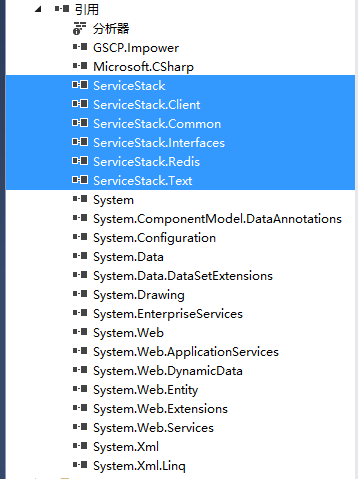 引用
分析器
GSCP.Impower
Microsoft.CSharp
ServiceStack
ServiceStack.Client
ServiceStack.Common
ServiceStack.Interfaces
ServiceStack.Redis
ServiceStack.Text
System
System.ComponentModel.DataAnnotations
System.Configuration
System.Data
System.Data.DataSetExtensions
System.Drawing
System.EnterpriseServices
System.Web
System.Web.ApplicationServices
System.Web.DynamicData
System.Web.Entity
System.Web.Extensions
System.Web.Services
System.Xml
System.Xml.Linq